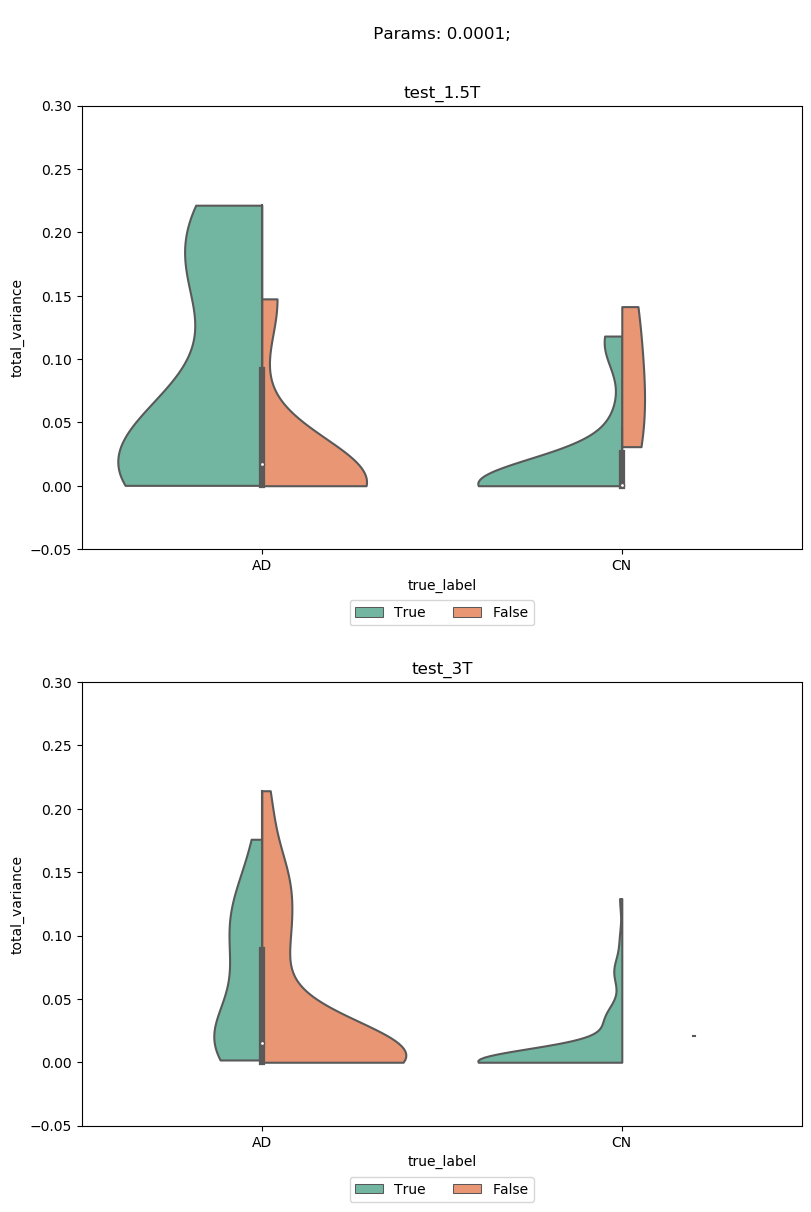 Params: 0.0001;
test_1.5T
0.30
0.25
0.20
0.15
0.10
0.05
0.00
−0.05
total_variance
AD CN
true_label
True False
test_3T
0.30
0.25
0.20
0.15
0.10
0.05
0.00
−0.05
total_variance
AD CN
true_label
True False